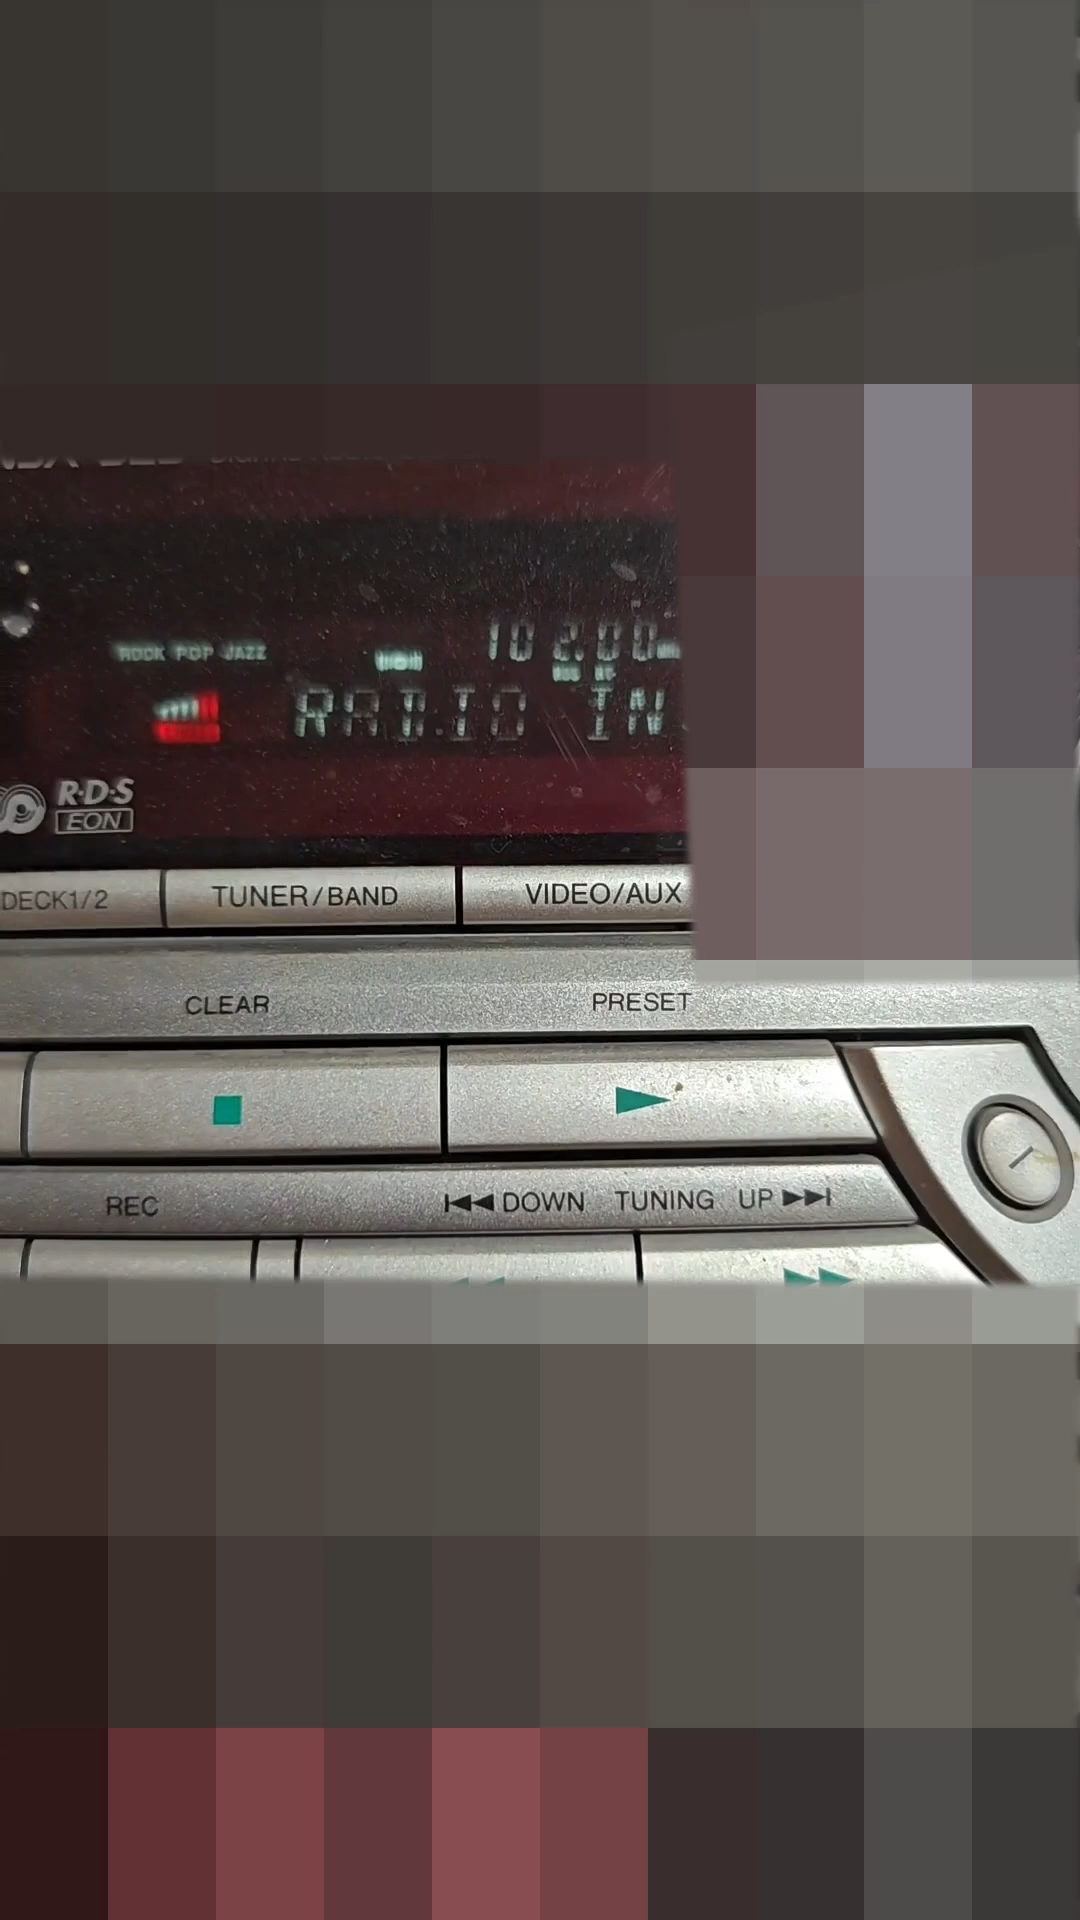 ROCK POP JAZZ
102.00
RADIO IN
R·D·S
EON
DECK1/2 TUNER/BAND VIDEO/AUX
CLEAR PRESET
REC DOWN TUNING UP